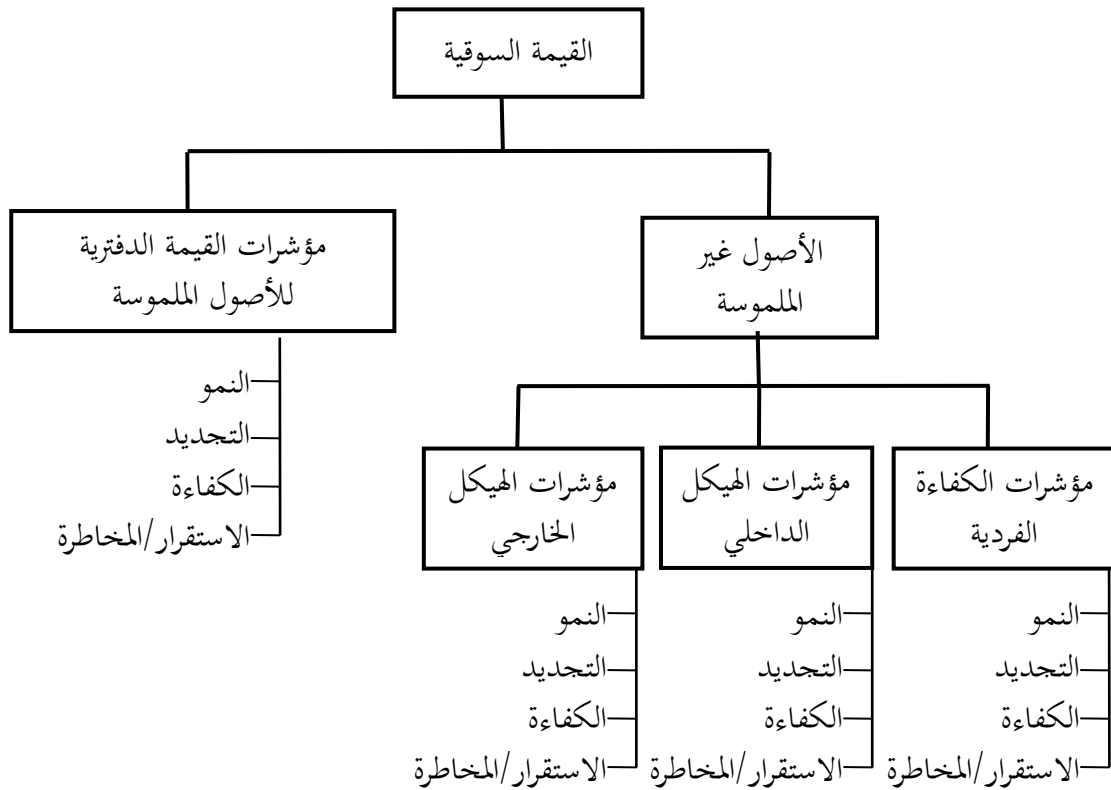 القيمة السوقية
الأصول غير
الملموسة
مؤشرات القيمة الدفترية
للأصول الملموسة
النمو
التجديد
الكفاءة
الاستقرار/المخاطرة
مؤشرات الكفاءة
الفردية
النمو
التجديد
الكفاءة
الاستقرار/المخاطرة
مؤشرات الهيكل
الداخلي
النمو
التجديد
الكفاءة
الاستقرار/المخاطرة
مؤشرات الهيكل
الخارجي
النمو
التجديد
الكفاءة
الاستقرار/المخاطرة